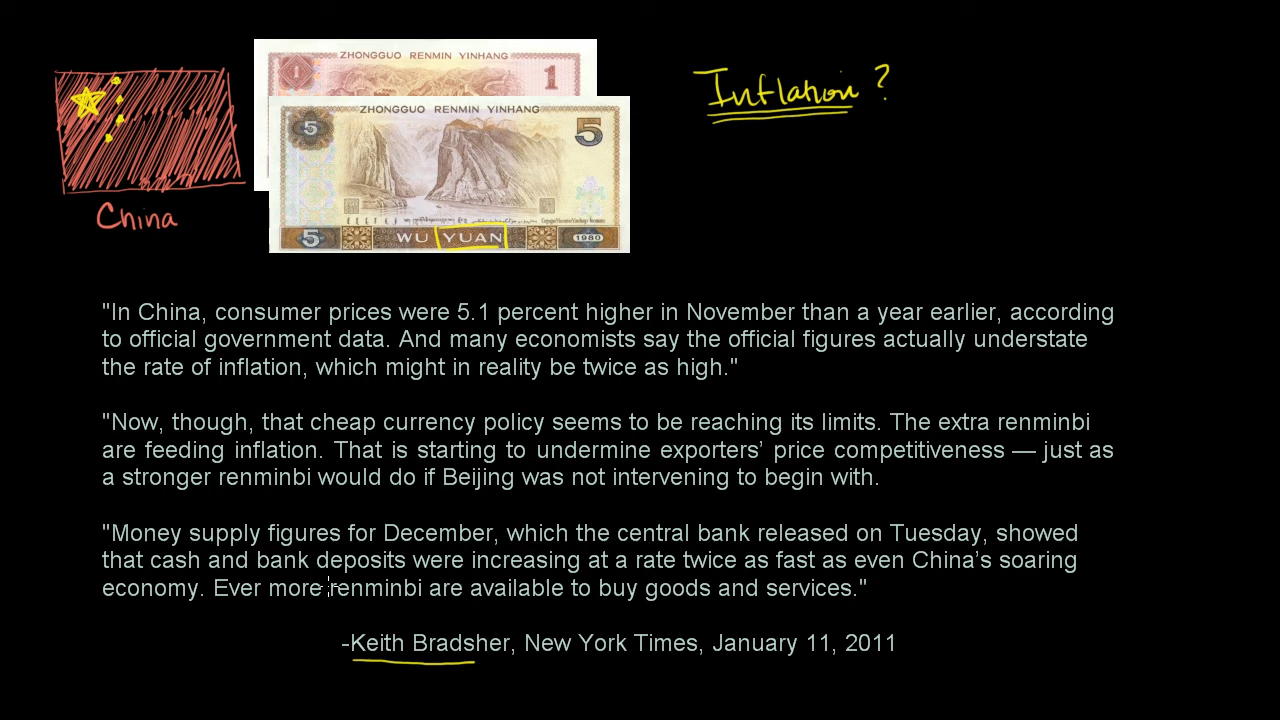 ZHONGGUO RENMIN YINHANG
1
1
ZHONGGUO RENMIN YINHANG
5
5
5 WU YUAN 1980
Inflation?
China
"In China, consumer prices were 5.1 percent higher in November than a year earlier, according
to official government data. And many economists say the official figures actually understate
the rate of inflation, which might in reality be twice as high."
"Now, though, that cheap currency policy seems to be reaching its limits. The extra renminbi
are feeding inflation. That is starting to undermine exporters’ price competitiveness — just as
a stronger renminbi would do if Beijing was not intervening to begin with.
"Money supply figures for December, which the central bank released on Tuesday, showed
that cash and bank deposits were increasing at a rate twice as fast as even China’s soaring
economy. Ever more renminbi are available to buy goods and services."
-Keith Bradsher, New York Times, January 11, 2011